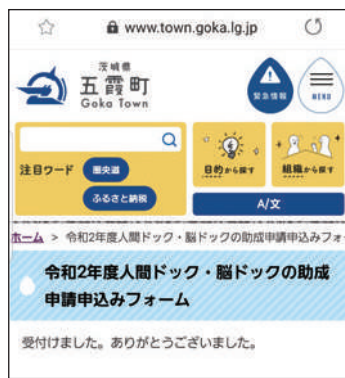 www.town.goka.lg.jp
茨城県
五霞町
Goka Town
緊急情報
MENU
注目ワード
圏央道
ふるさと納税
目的から探す
組織から探す
A/文
ホーム > 令和2年度人間ドック・脳ドックの助成申請申込みフォー
令和2年度人間ドック・脳ドックの助成
申請申込みフォーム
受付けました。ありがとうございました。